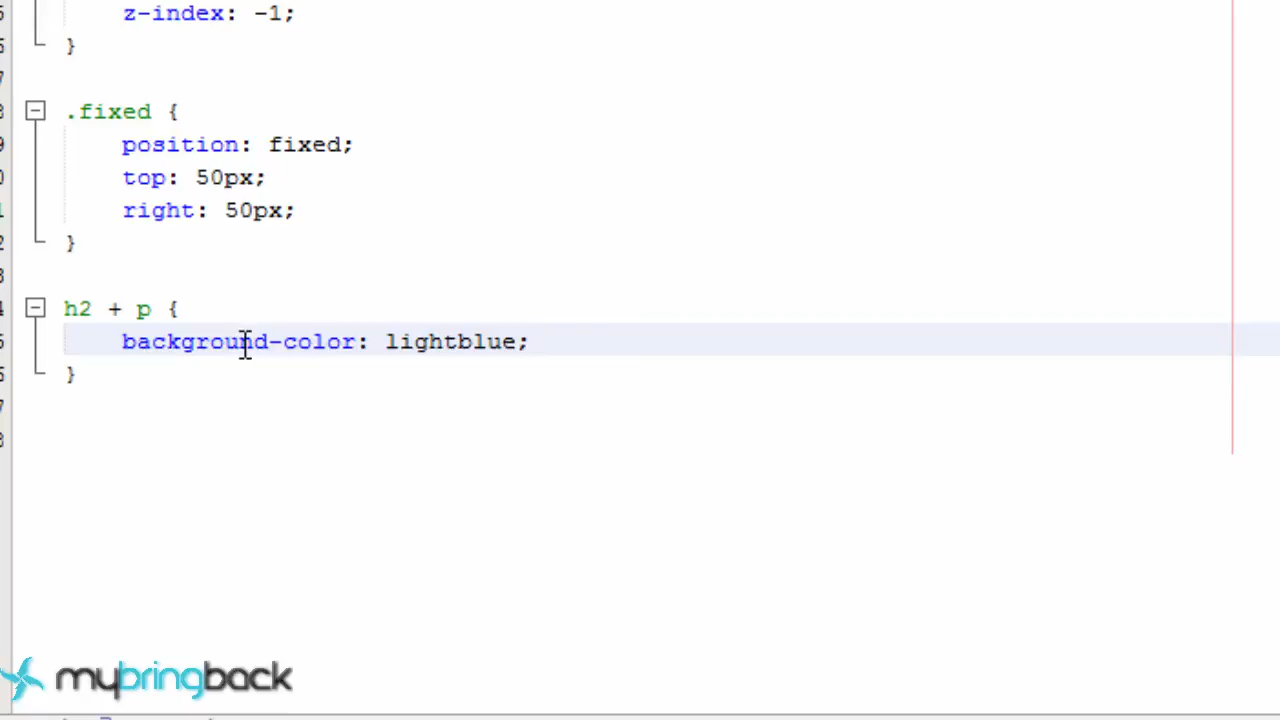 z-index: -1;
}
.fixed {
position: fixed;
top: 50px;
right: 50px;
}
h2 + p {
background-color: lightblue;
}
mybringback